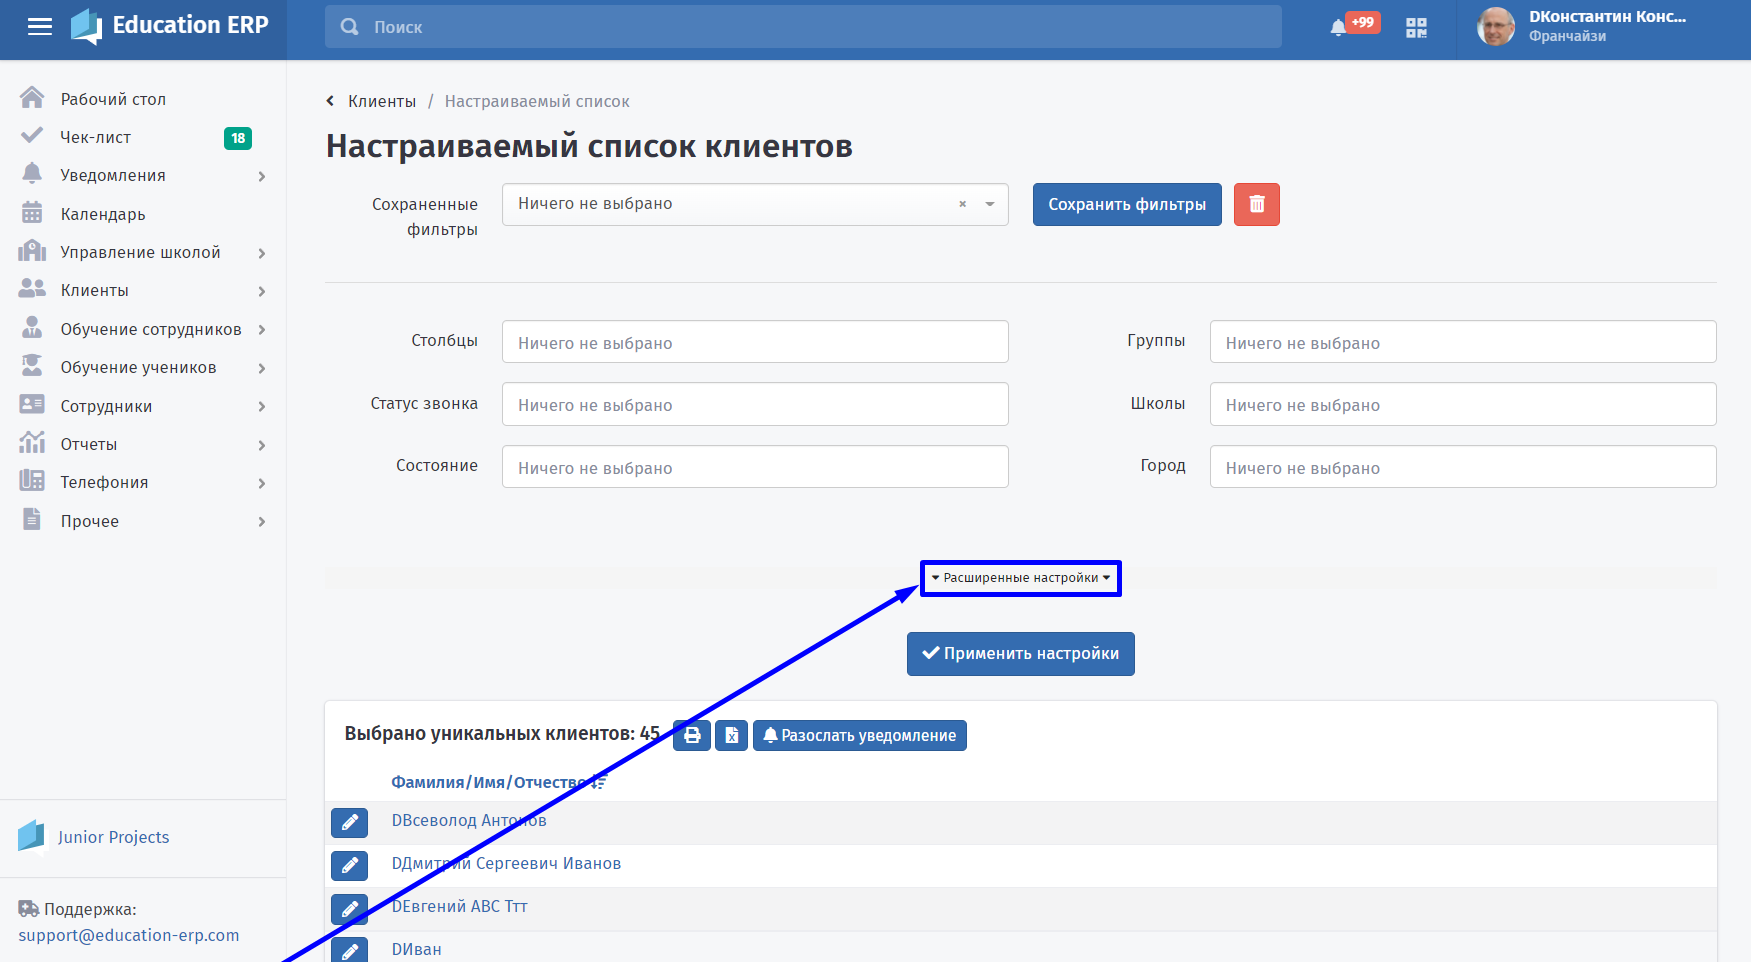 Education ERP
Поиск
+99
DКонстантин Конс...
Франчайзи
Рабочий стол
Чек-лист 18
Уведомления
Календарь
Управление школой
Клиенты
Обучение сотрудников
Обучение учеников
Сотрудники
Отчеты
Телефония
Прочее
Junior Projects
Поддержка:
support@education-erp.com
Клиенты / Настраиваемый список
Настраиваемый список клиентов
Сохраненные
фильтры
Ничего не выбрано × 
Сохранить фильтры
Столбцы Ничего не выбрано
Группы Ничего не выбрано
Статус звонка Ничего не выбрано
Школы Ничего не выбрано
Состояние Ничего не выбрано
Город Ничего не выбрано
Расширенные настройки
Применить настройки
Выбрано уникальных клиентов: 45
Разослать уведомление
Фамилия/Имя/Отчество
DВсеволод Антонов
DДмитрий Сергеевич Иванов
DЕвгений АВС Ттт
DИван